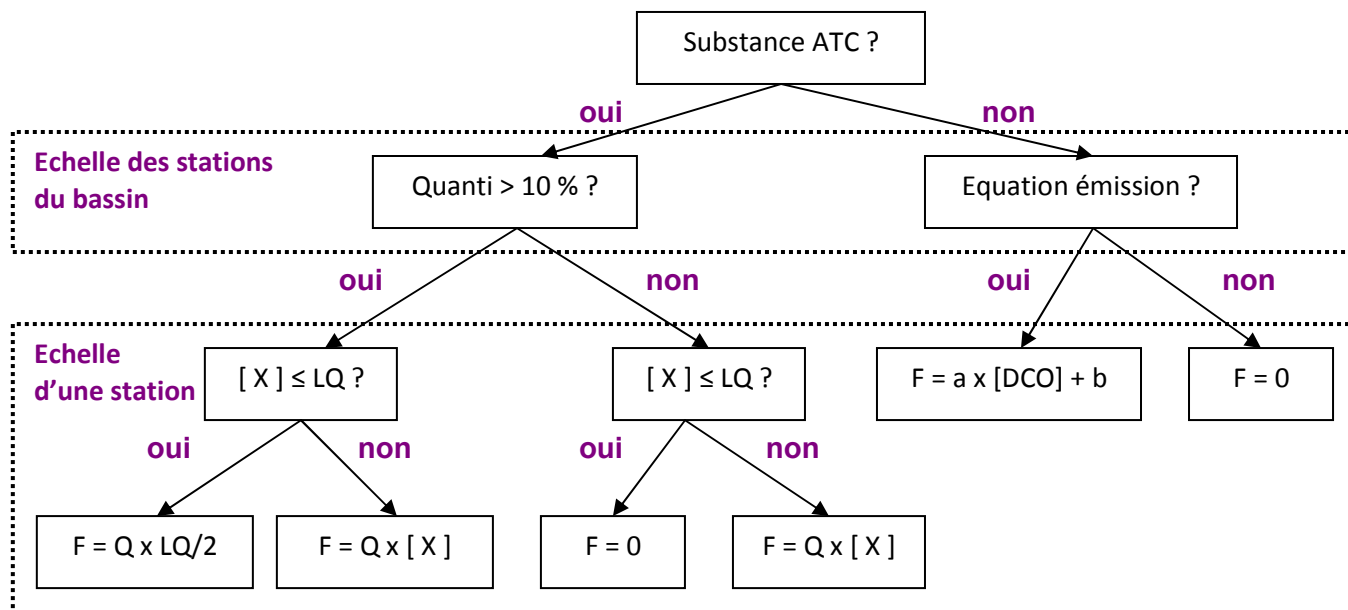 Substance ATC ?
oui
non
Echelle des stations
du bassin
Quanti > 10 % ?
Equation émission ?
oui
non
oui
non
Echelle
d’une station
[ X ] ≤ LQ ?
[ X ] ≤ LQ ?
F = a x [DCO] + b
F = 0
oui
non
oui
non
F = Q x LQ/2
F = Q x [ X ]
F = 0
F = Q x [ X ]